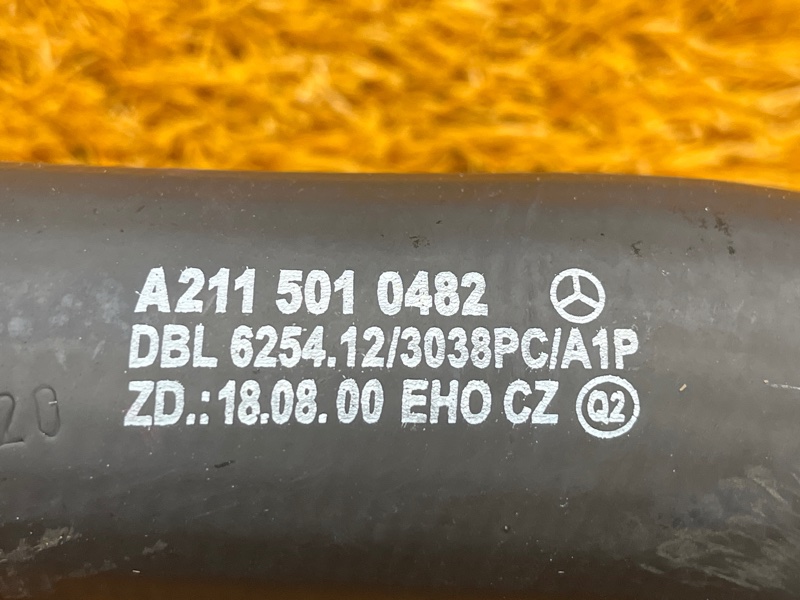 A211 501 0482
DBL 6254.12/3038PC/A1P
ZD.:18.08.00 EHO CZ Q2